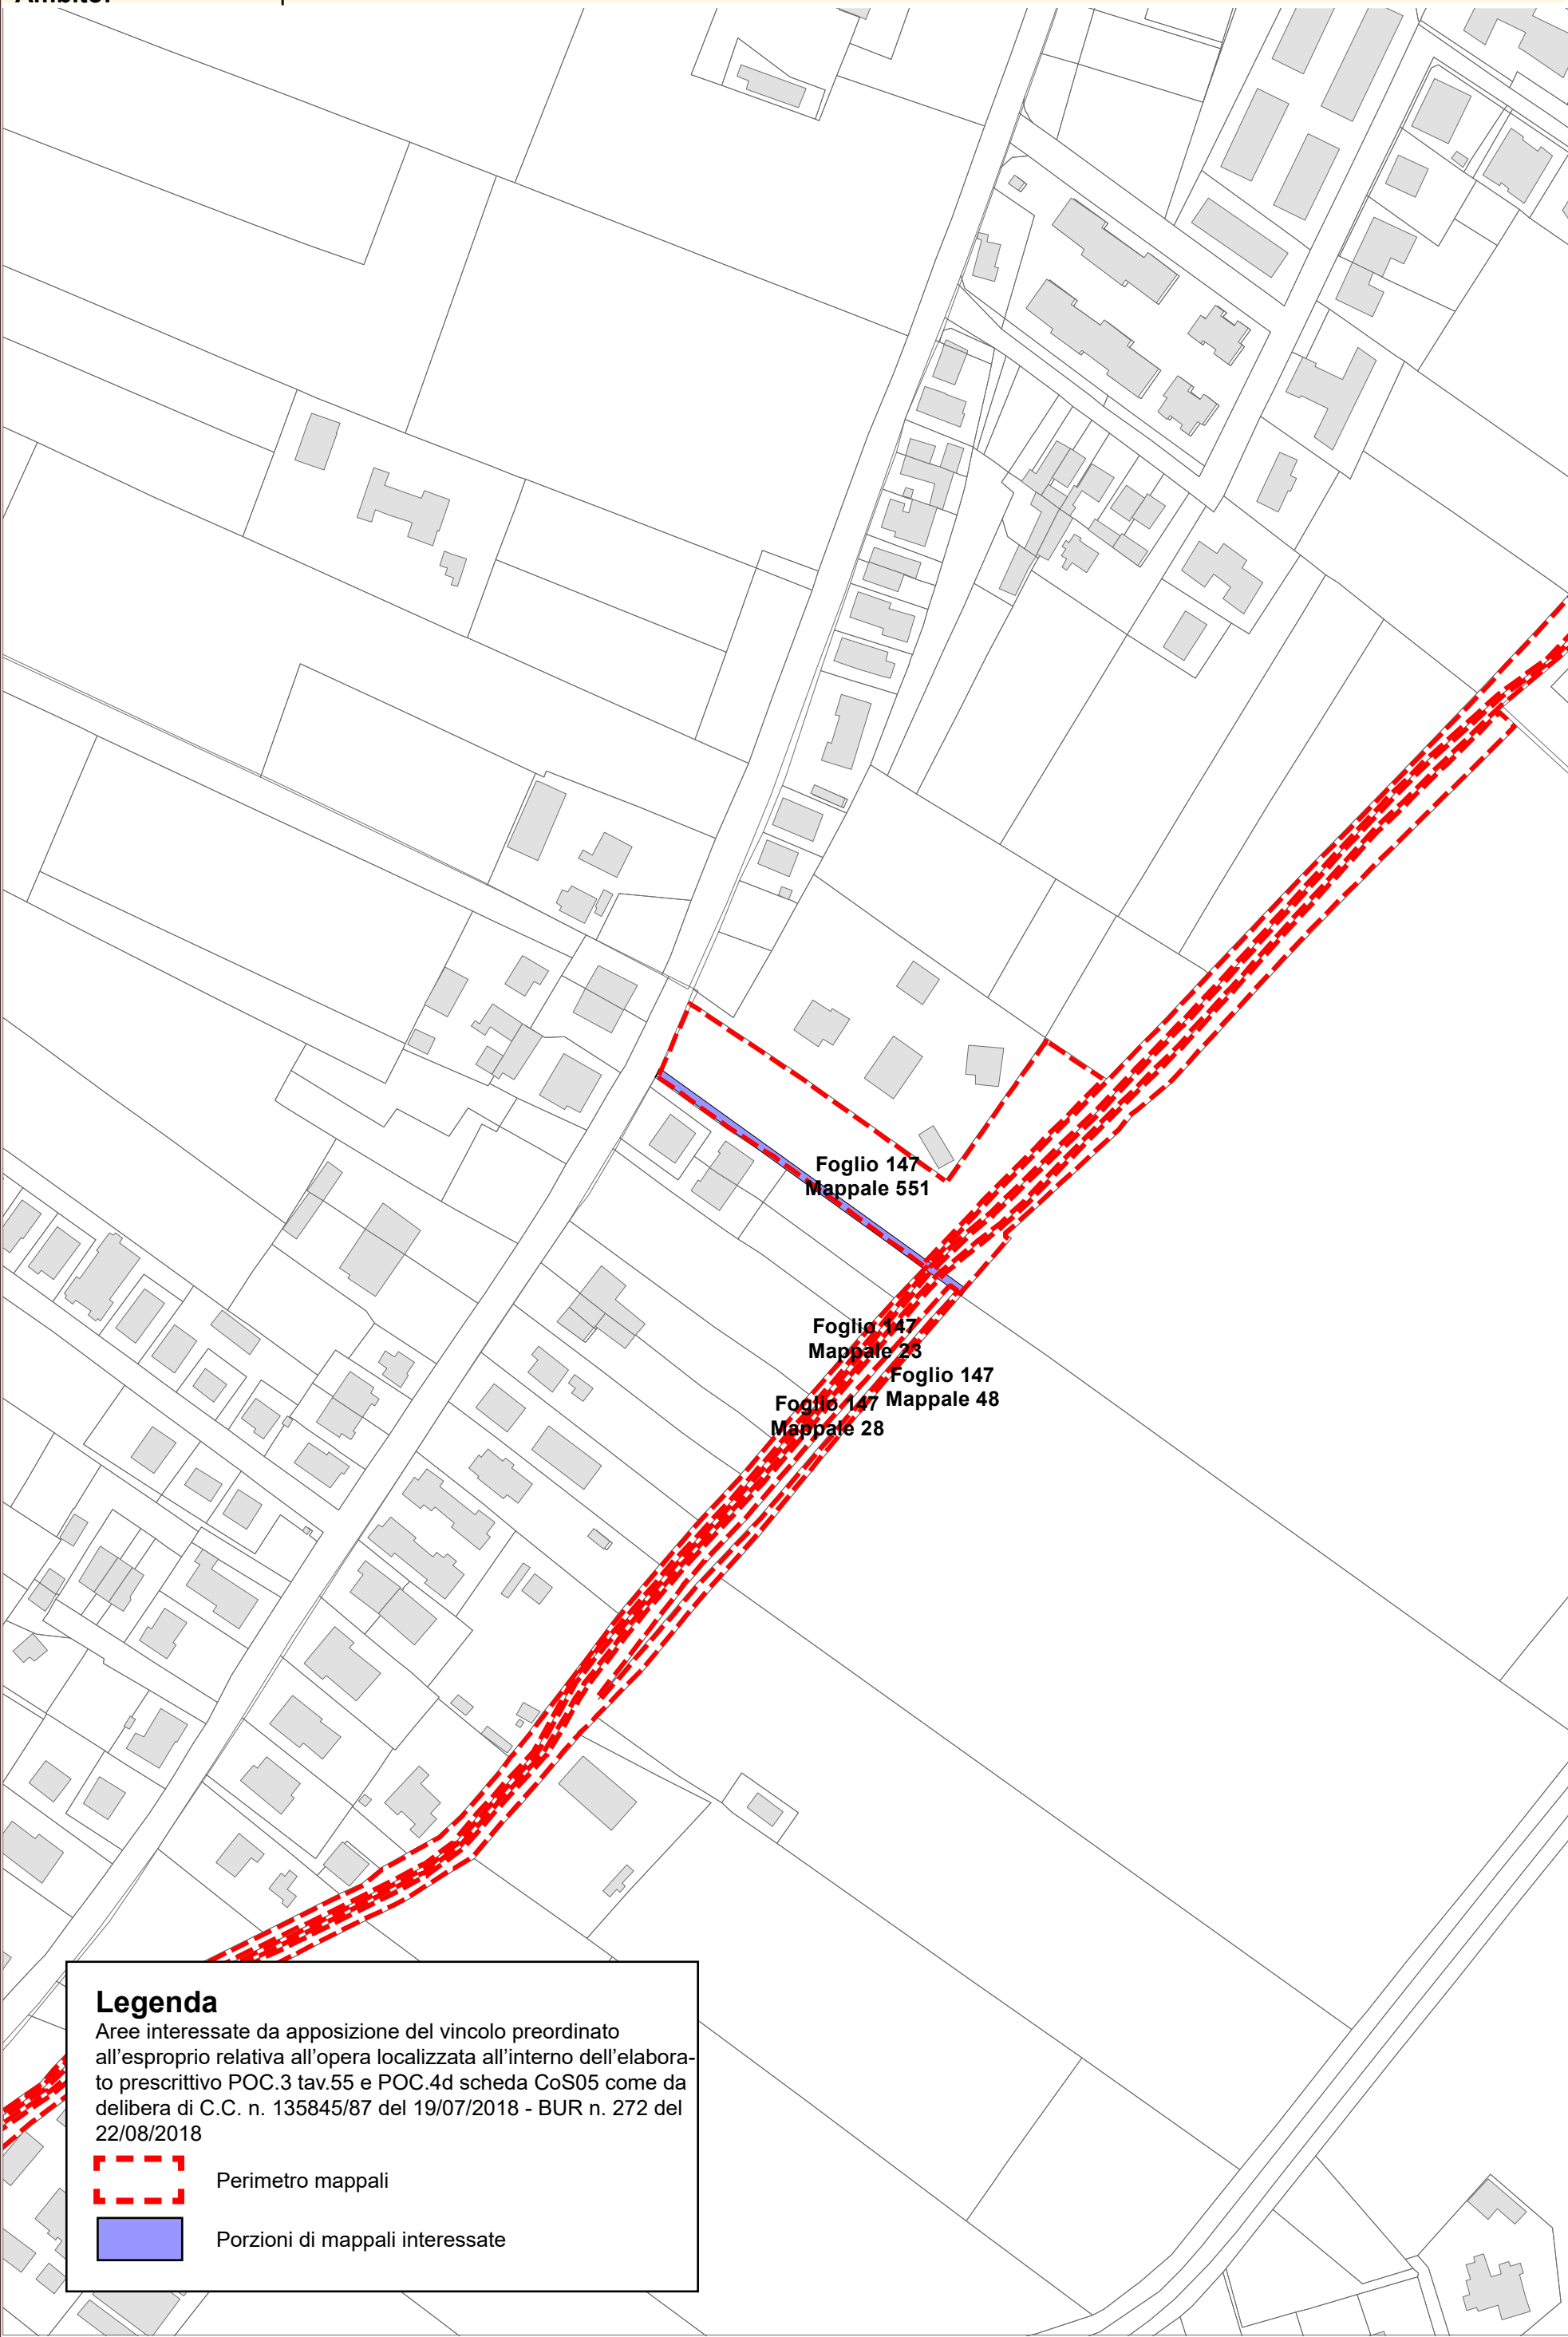 Ambito:
Foglio 147
Mappale 551
Foglio 147
Mappale 23
Foglio 147
Mappale 48
Foglio 147
Mappale 28
Legenda
Aree interessate da apposizione del vincolo preordinato
all’esproprio relativa all’opera localizzata all’interno dell’elabora-
to prescrittivo POC.3 tav.55 e POC.4d scheda CoS05 come da
delibera di C.C. n. 135845/87 del 19/07/2018 - BUR n. 272 del
22/08/2018
Perimetro mappali
Porzioni di mappali interessate